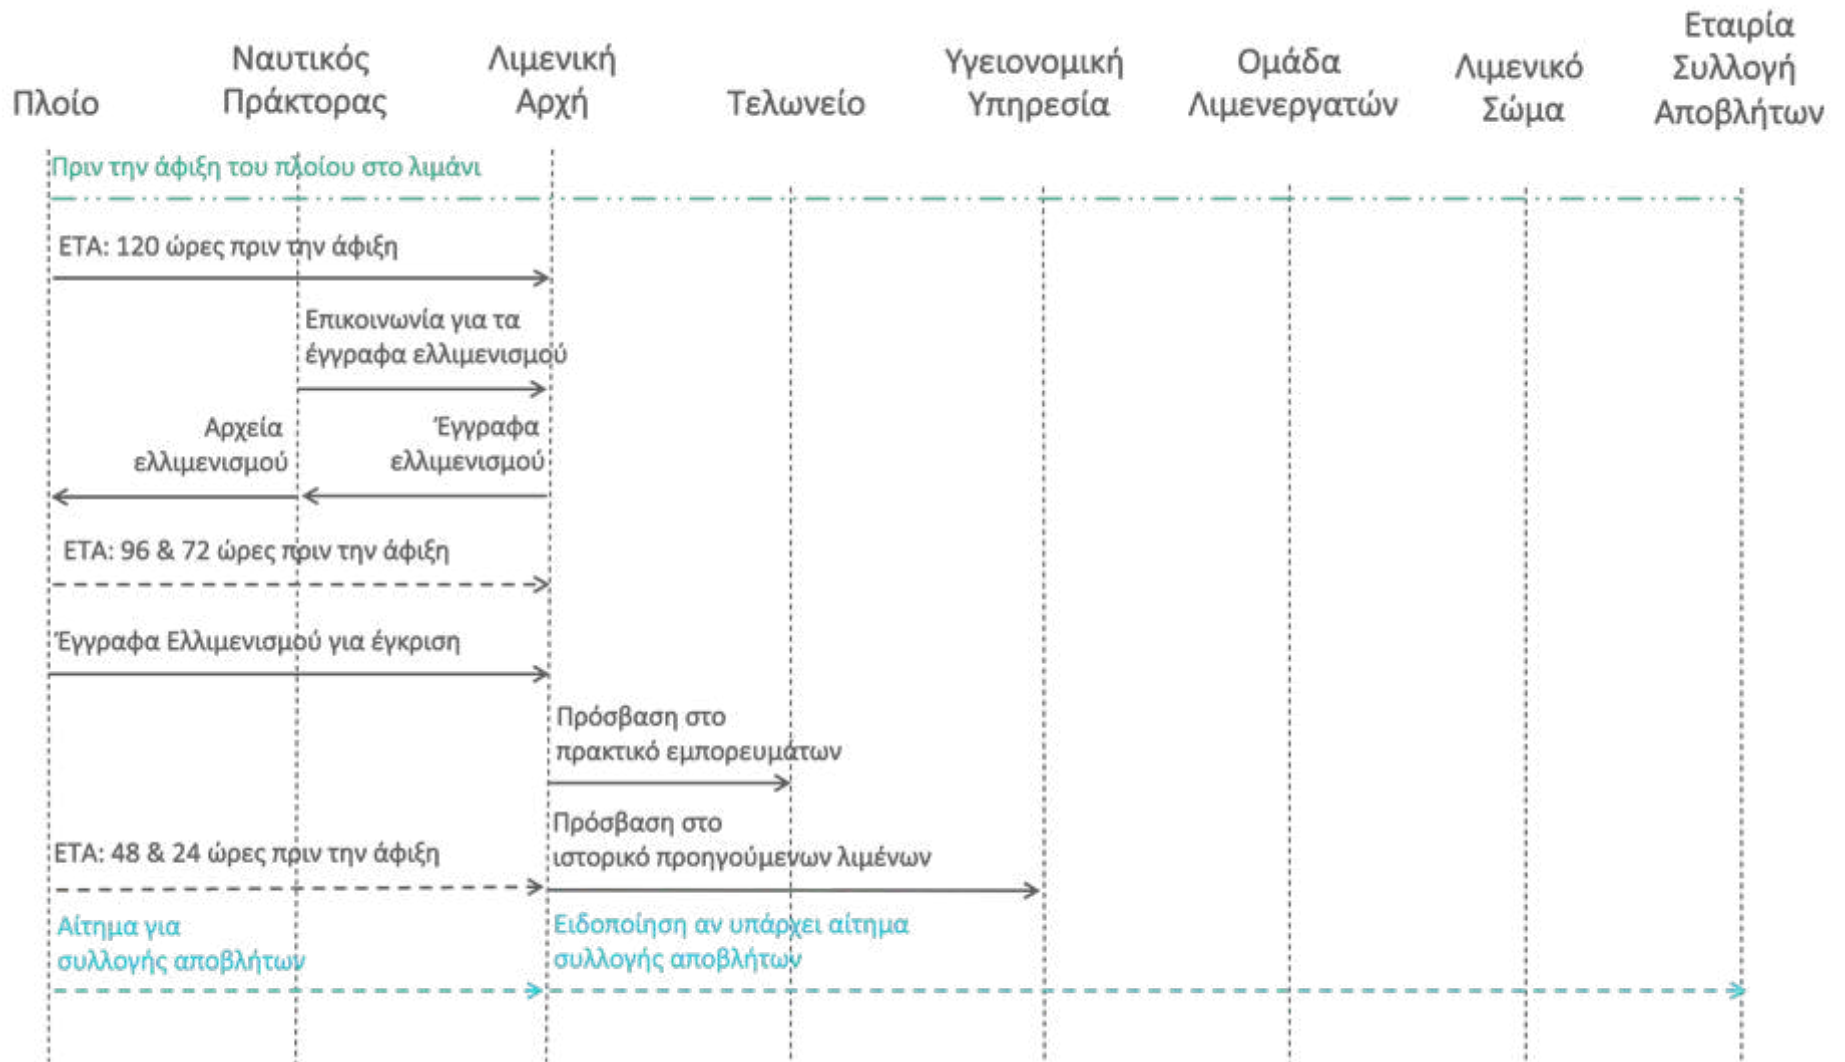 Πλοίο
Ναυτικός
Πράκτορας
Λιμενική
Αρχή
Τελωνείο
Υγειονομική
Υπηρεσία
Ομάδα
Λιμενεργατών
Λιμενικό
Σώμα
Εταιρία
Συλλογή
Αποβλήτων
Πριν την άφιξη του πλοίου στο λιμάνι
ETA: 120 ώρες πριν την άφιξη
Επικοινωνία για τα
έγγραφα ελλιμενισμού
Αρχεία
ελλιμενισμού
Έγγραφα
ελλιμενισμού
ETA: 96 & 72 ώρες πριν την άφιξη
Έγγραφα Ελλιμενισμού για έγκριση
Πρόσβαση στο
πρακτικό εμπορευμάτων
Πρόσβαση στο
ιστορικό προηγούμενων λιμένων
ETA: 48 & 24 ώρες πριν την άφιξη
Αίτημα για
συλλογής αποβλήτων
Ειδοποίηση αν υπάρχει αίτημα
συλλογής αποβλήτων